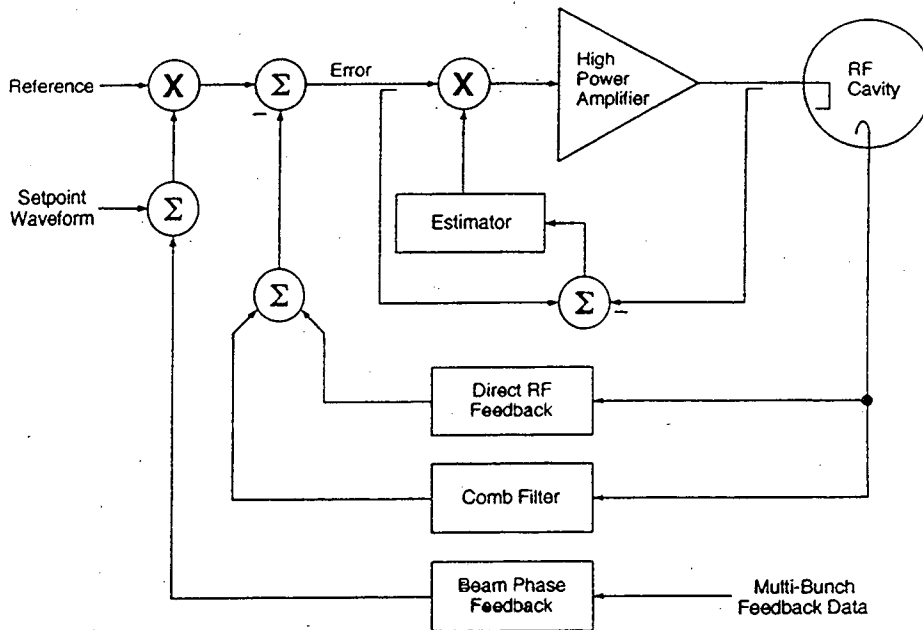 Reference
X
Σ
Error
X
High
Power
Amplifier
RF
Cavity
Setpoint
Waveform
Σ
Estimator
Σ
Σ
Direct RF
Feedback
Comb Filter
Beam Phase
Feedback
Multi-Bunch
Feedback Data